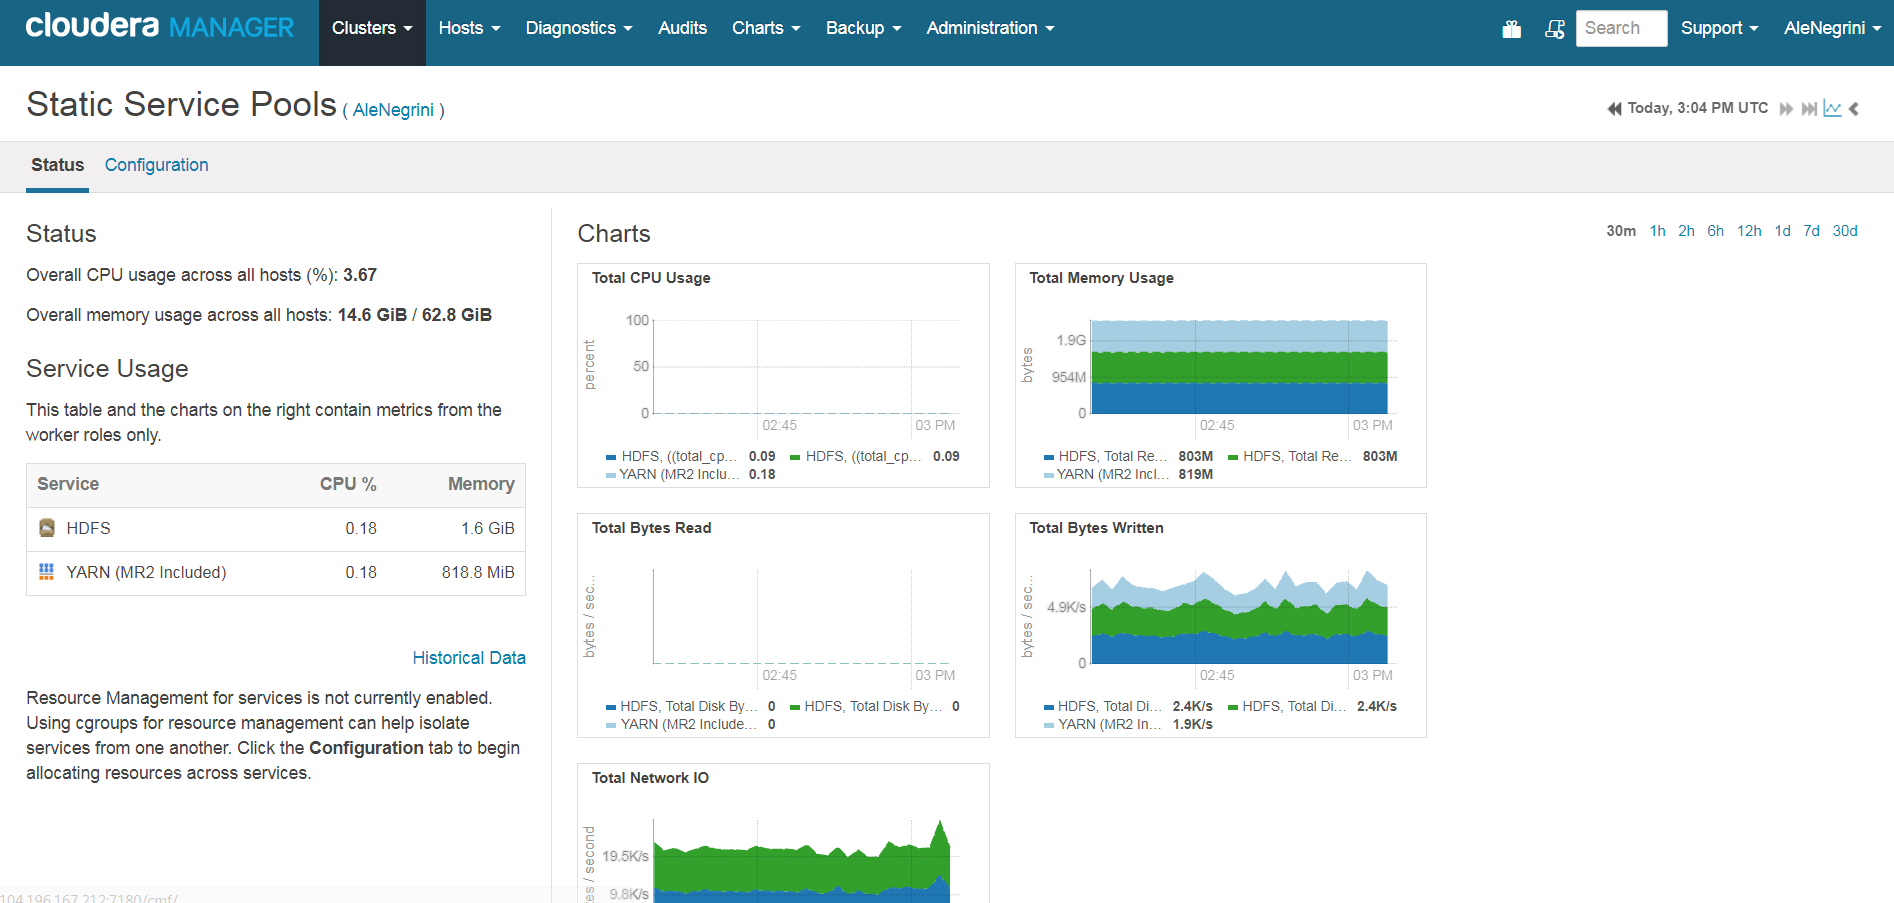 cloudera MANAGER
Clusters
Hosts
Diagnostics
Audits
Charts
Backup
Administration
Search
Support
AleNegrini
Static Service Pools ( AleNegrini )
Today, 3:04 PM UTC
Status
Configuration
Status
Overall CPU usage across all hosts (%): 3.67
Overall memory usage across all hosts: 14.6 GiB / 62.8 GiB
Service Usage
This table and the charts on the right contain metrics from the
worker roles only.
Service CPU % Memory
HDFS 0.18 1.6 GiB
YARN (MR2 Included) 0.18 818.8 MiB
Historical Data
Resource Management for services is not currently enabled.
Using cgroups for resource management can help isolate
services from one another. Click the Configuration tab to begin
allocating resources across services.
Charts
30m 1h 2h 6h 12h 1d 7d 30d
Total CPU Usage
percent
100
50
0
02:45 03 PM
HDFS, ((total_cp... 0.09 HDFS, ((total_cp... 0.09
YARN (MR2 Inclu... 0.18
Total Memory Usage
bytes
1.9G
954M
0
02:45 03 PM
HDFS, Total Re... 803M HDFS, Total Re... 803M
YARN (MR2 Incl... 819M
Total Bytes Read
bytes / sec...
02:45 03 PM
HDFS, Total Disk By... 0 HDFS, Total Disk By... 0
YARN (MR2 Include... 0
Total Bytes Written
bytes / sec...
4.9K/s
0
02:45 03 PM
HDFS, Total Di... 2.4K/s HDFS, Total Di... 2.4K/s
YARN (MR2 In... 1.9K/s
Total Network IO
es / second
19.5K/s
9.8K/s
104.196.167.212:7180/cmf/